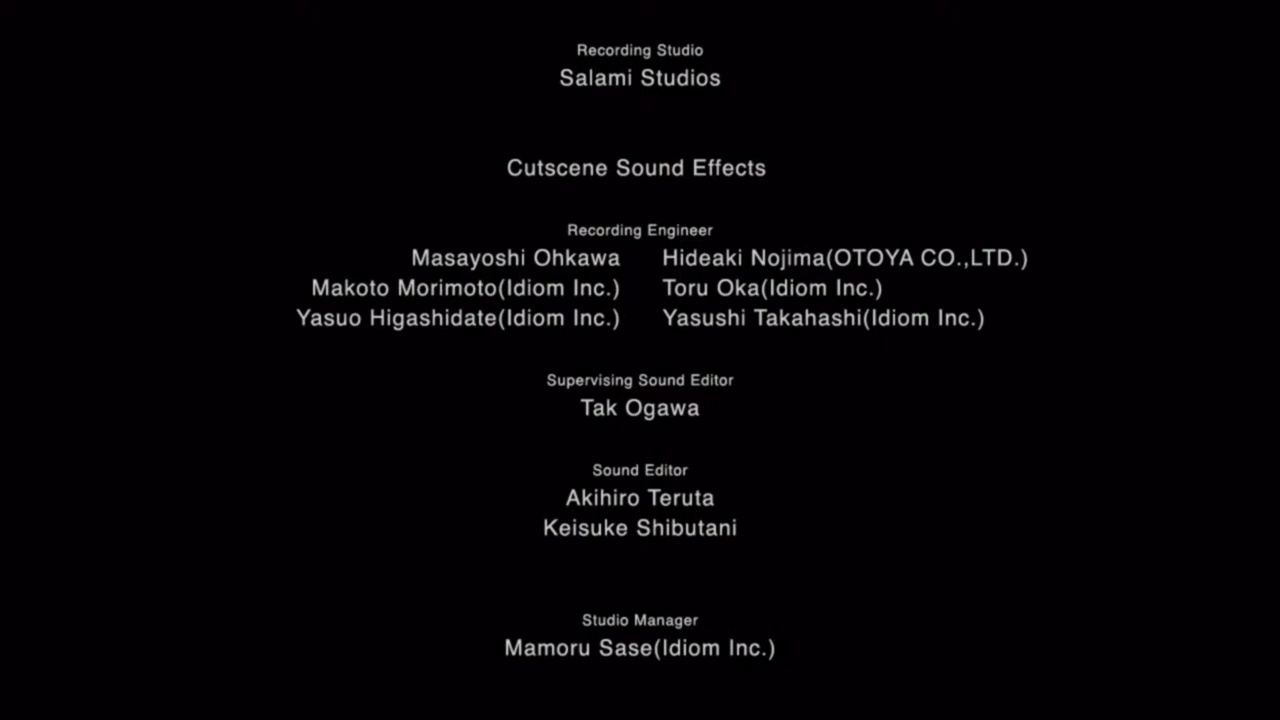 Recording Studio
Salami Studios
Cutscene Sound Effects
Recording Engineer
Masayoshi Ohkawa Hideaki Nojima(OTOYA CO.,LTD.)
Makoto Morimoto(Idiom Inc.) Toru Oka(Idiom Inc.)
Yasuo Higashidate(Idiom Inc.) Yasushi Takahashi(Idiom Inc.)
Supervising Sound Editor
Tak Ogawa
Sound Editor
Akihiro Teruta
Keisuke Shibutani
Studio Manager
Mamoru Sase(Idiom Inc.)